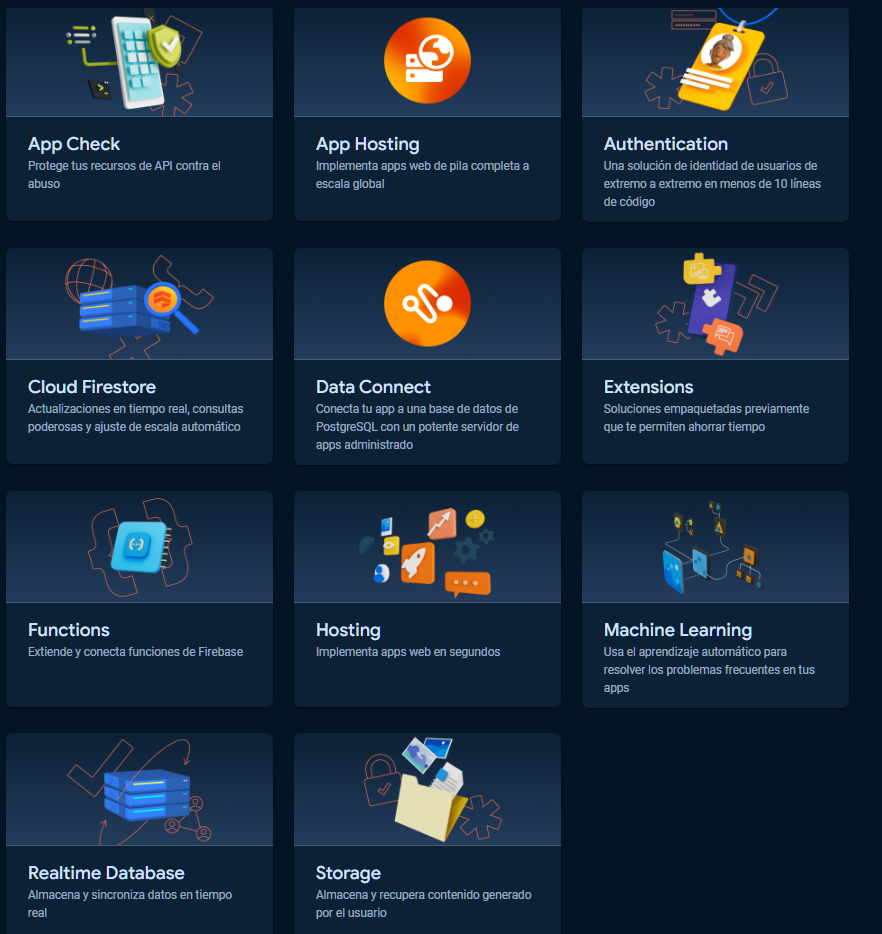 App Check
Protege tus recursos de API contra el
abuso
App Hosting
Implementa apps web de pila completa a
escala global
Authentication
Una solución de identidad de usuarios de
extremo a extremo en menos de 10 líneas
de código
Cloud Firestore
Actualizaciones en tiempo real, consultas
poderosas y ajuste de escala automático
Data Connect
Conecta tu app a una base de datos de
PostgreSQL con un potente servidor de
apps administrado
Extensions
Soluciones empaquetadas previamente
que te permiten ahorrar tiempo
Functions
Extiende y conecta funciones de Firebase
Hosting
Implementa apps web en segundos
Machine Learning
Usa el aprendizaje automático para
resolver los problemas frecuentes en tus
apps
Realtime Database
Almacena y sincroniza datos en tiempo
real
Storage
Almacena y recupera contenido generado
por el usuario